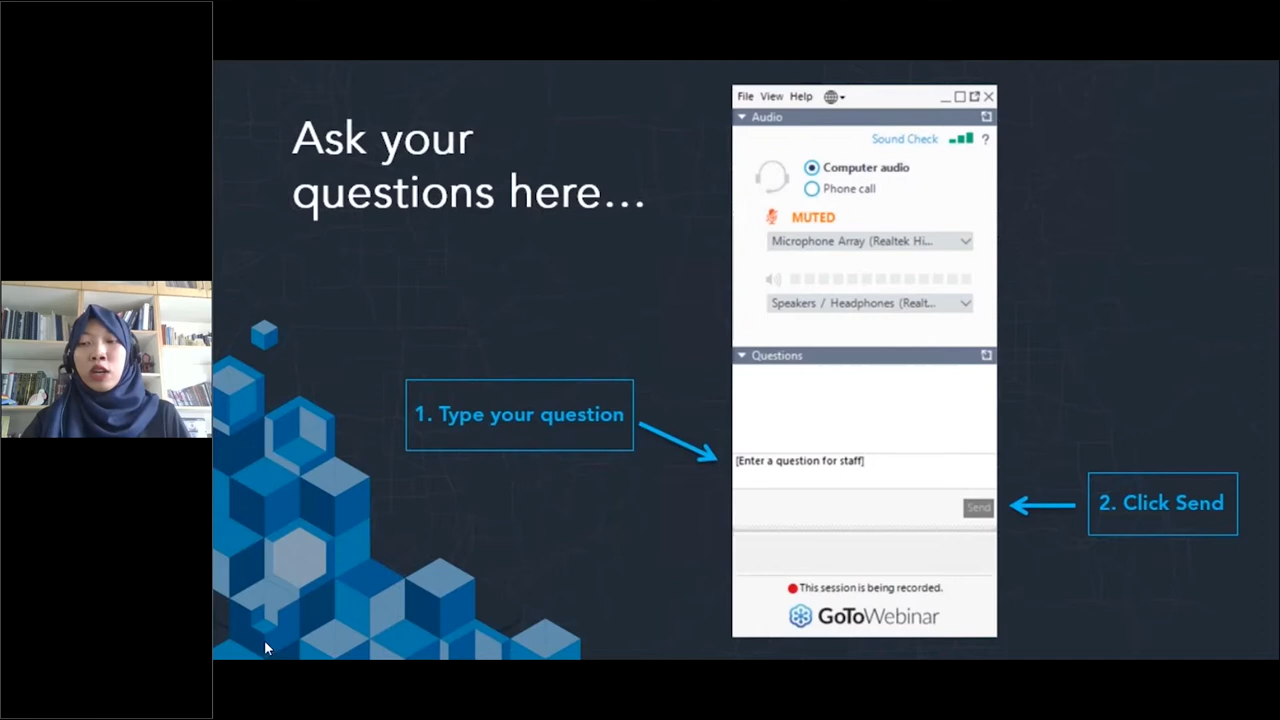 Ask your
questions here...
File View Help
Audio
Sound Check ?
Computer audio
Phone call
MUTED
Microphone Array (Realtek Hi...
Speakers / Headphones (Realt...
Questions
1. Type your question
[Enter a question for staff]
Send
2. Click Send
This session is being recorded.
GoToWebinar